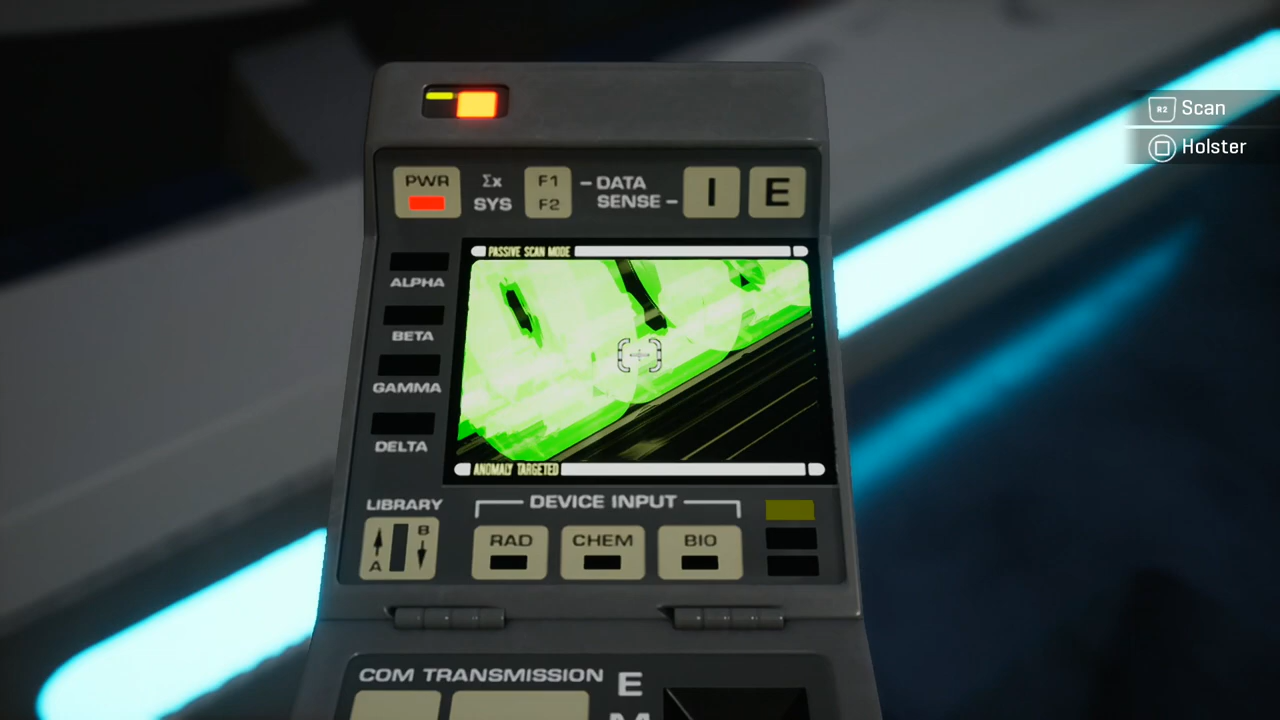 R2 Scan
Holster
PWR
Σx
SYS
F1
F2
DATA
SENSE
I
E
PASSIVE SCAN MODE
ALPHA
BETA
GAMMA
DELTA
ANOMALY TARGETED
LIBRARY
A
B
DEVICE INPUT
RAD
CHEM
BIO
COM TRANSMISSION
E
M